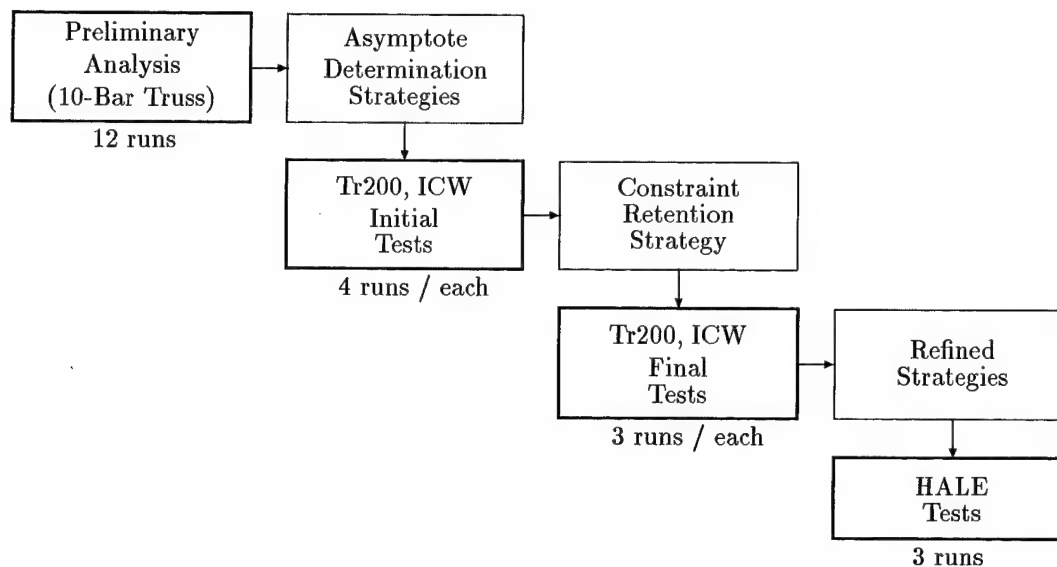 Preliminary
Analysis
(10-Bar Truss)
12 runs
Asymptote
Determination
Strategies
Tr200, ICW
Initial
Tests
4 runs / each
Constraint
Retention
Strategy
Tr200, ICW
Final
Tests
3 runs / each
Refined
Strategies
HALE
Tests
3 runs